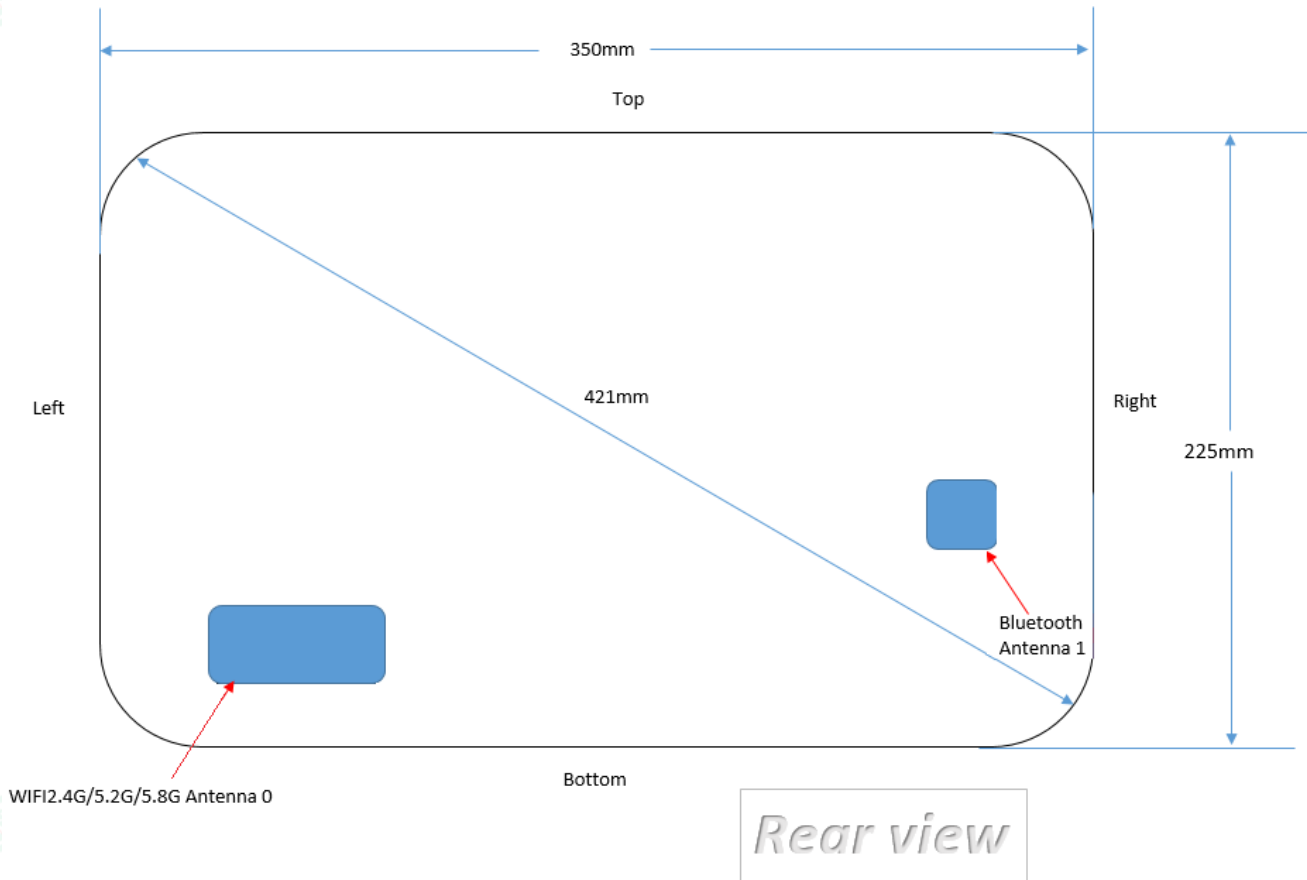 350mm
Top
421mm
Left
Right
225mm
Bluetooth
Antenna 1
Bottom
WIFI2.4G/5.2G/5.8G Antenna 0
Rear view